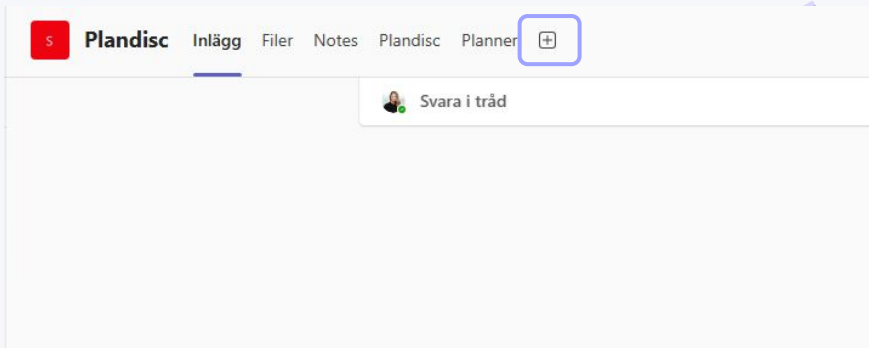 S Plandisc Inlägg Filer Notes Plandisc Planner
Svara i tråd